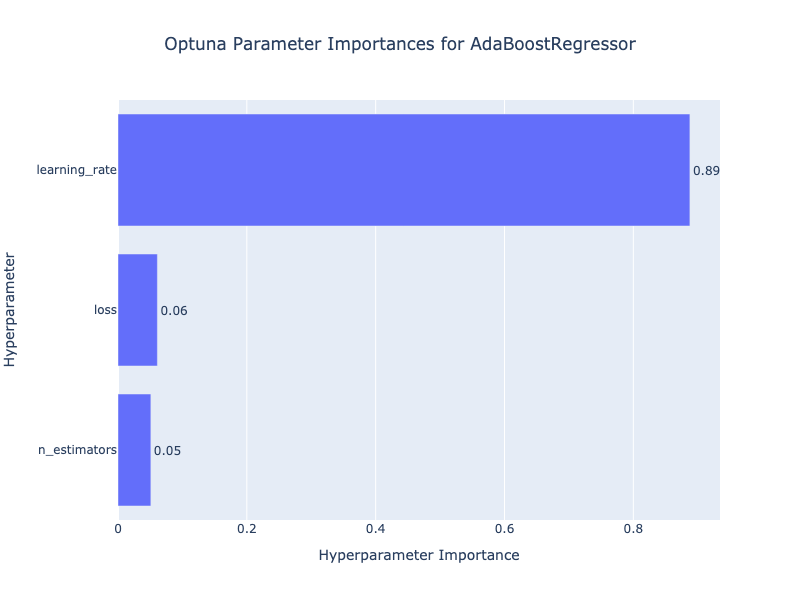 Optuna Parameter Importances for AdaBoostRegressor
learning_rate
0.89
loss
0.06
n_estimators
0.05
Hyperparameter
0 0.2 0.4 0.6 0.8
Hyperparameter Importance